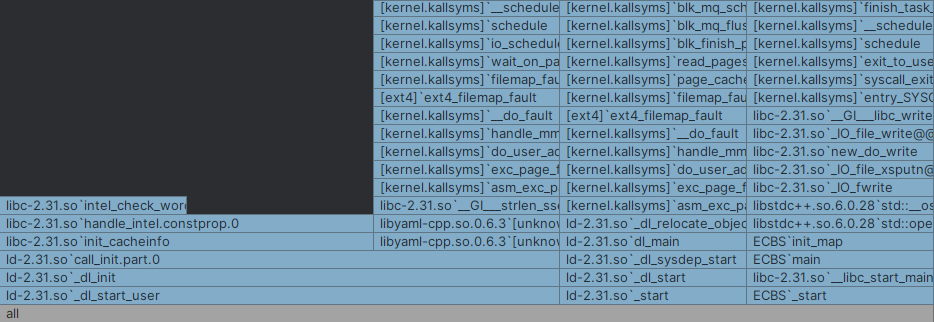 [kernel.kallsyms]`__schedule [kernel.kallsyms]`blk_mq_sch [kernel.kallsyms]`finish_task_
[kernel.kallsyms]`schedule [kernel.kallsyms]`blk_mq_flus [kernel.kallsyms]`__schedule
[kernel.kallsyms]`io_schedule [kernel.kallsyms]`blk_finish_p [kernel.kallsyms]`schedule
[kernel.kallsyms]`wait_on_pa [kernel.kallsyms]`read_pages [kernel.kallsyms]`exit_to_use
[kernel.kallsyms]`filemap_fau [kernel.kallsyms]`page_cache [kernel.kallsyms]`syscall_exit
[ext4]`ext4_filemap_fault [kernel.kallsyms]`filemap_fau [kernel.kallsyms]`entry_SYSC
[kernel.kallsyms]`__do_fault [ext4]`ext4_filemap_fault libc-2.31.so`__GI___libc_write
[kernel.kallsyms]`handle_mm [kernel.kallsyms]`__do_fault libc-2.31.so`_IO_file_write@@
[kernel.kallsyms]`do_user_ad [kernel.kallsyms]`handle_mm libc-2.31.so`new_do_write
[kernel.kallsyms]`exc_page_f [kernel.kallsyms]`do_user_ad libc-2.31.so`_IO_file_xsputn@
[kernel.kallsyms]`asm_exc_p [kernel.kallsyms]`exc_page_f libc-2.31.so`_IO_fwrite
libc-2.31.so`intel_check_word libc-2.31.so`__GI___strlen_sse [kernel.kallsyms]`asm_exc_pa libstdc++.so.6.0.28`std::__os
libc-2.31.so`handle_intel.constprop.0 libyaml-cpp.so.0.6.3`[unknow ld-2.31.so`_dl_relocate_objec libstdc++.so.6.0.28`std::ope
libc-2.31.so`init_cacheinfo libyaml-cpp.so.0.6.3`[unknow ld-2.31.so`dl_main ECBS`init_map
ld-2.31.so`call_init.part.0 ld-2.31.so`_dl_sysdep_start ECBS`main
ld-2.31.so`_dl_init ld-2.31.so`_dl_start libc-2.31.so`__libc_start_main
ld-2.31.so`_dl_start_user ld-2.31.so`_start ECBS`_start
all